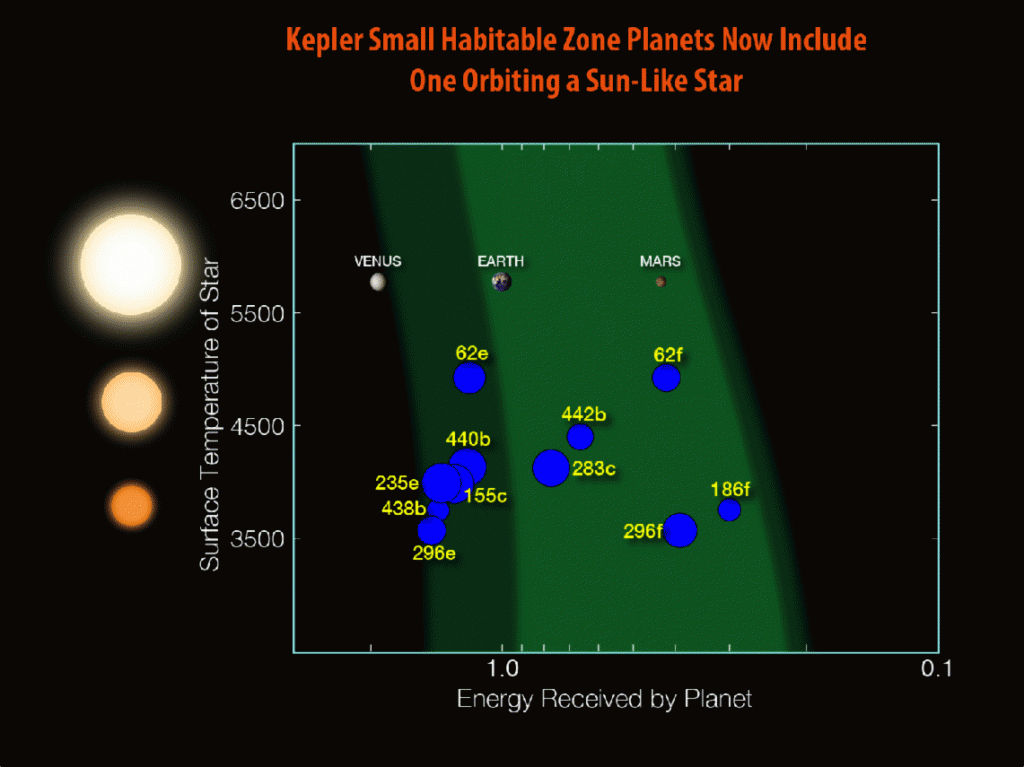 Kepler Small Habitable Zone Planets Now Include
One Orbiting a Sun-Like Star
6500
VENUS EARTH MARS
5500
62e 62f
442b
4500
440b
283c
235e
155c
186f
438b
296f
3500
296e
Surface Temperature of Star
1.0 0.1
Energy Received by Planet